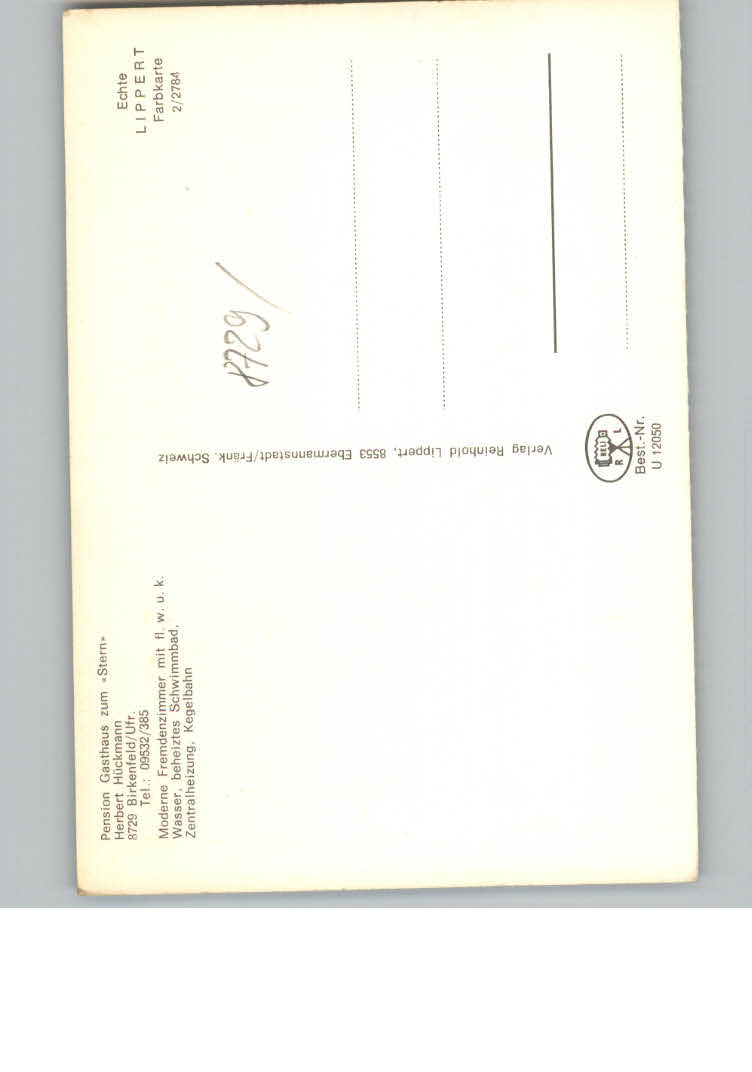 Pension Gasthaus zum «Stern»
Herbert Hückmann
8729 Birkenfeld/Ufr.
Tel.: 09532/385
Moderne Fremdenzimmer mit fl. w. u. k.
Wasser, beheiztes Schwimmbad,
Zentralheizung, Kegelbahn
Echte
LIPPERT
Farbkarte
2/2784
8729 /
Verlag Reinhold Lippert, 8553 Ebermannstadt/Fränk. Schweiz
RELI
R L
Best.-Nr.
U 12050